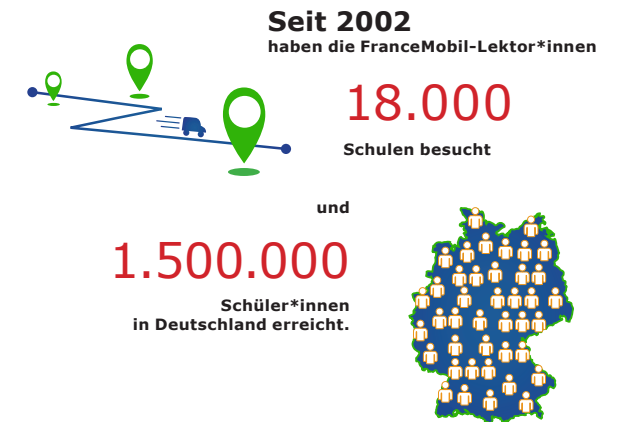 Seit 2002
haben die FranceMobil-Lektor*innen
18.000
Schulen besucht
und
1.500.000
Schüler*innen
in Deutschland erreicht.